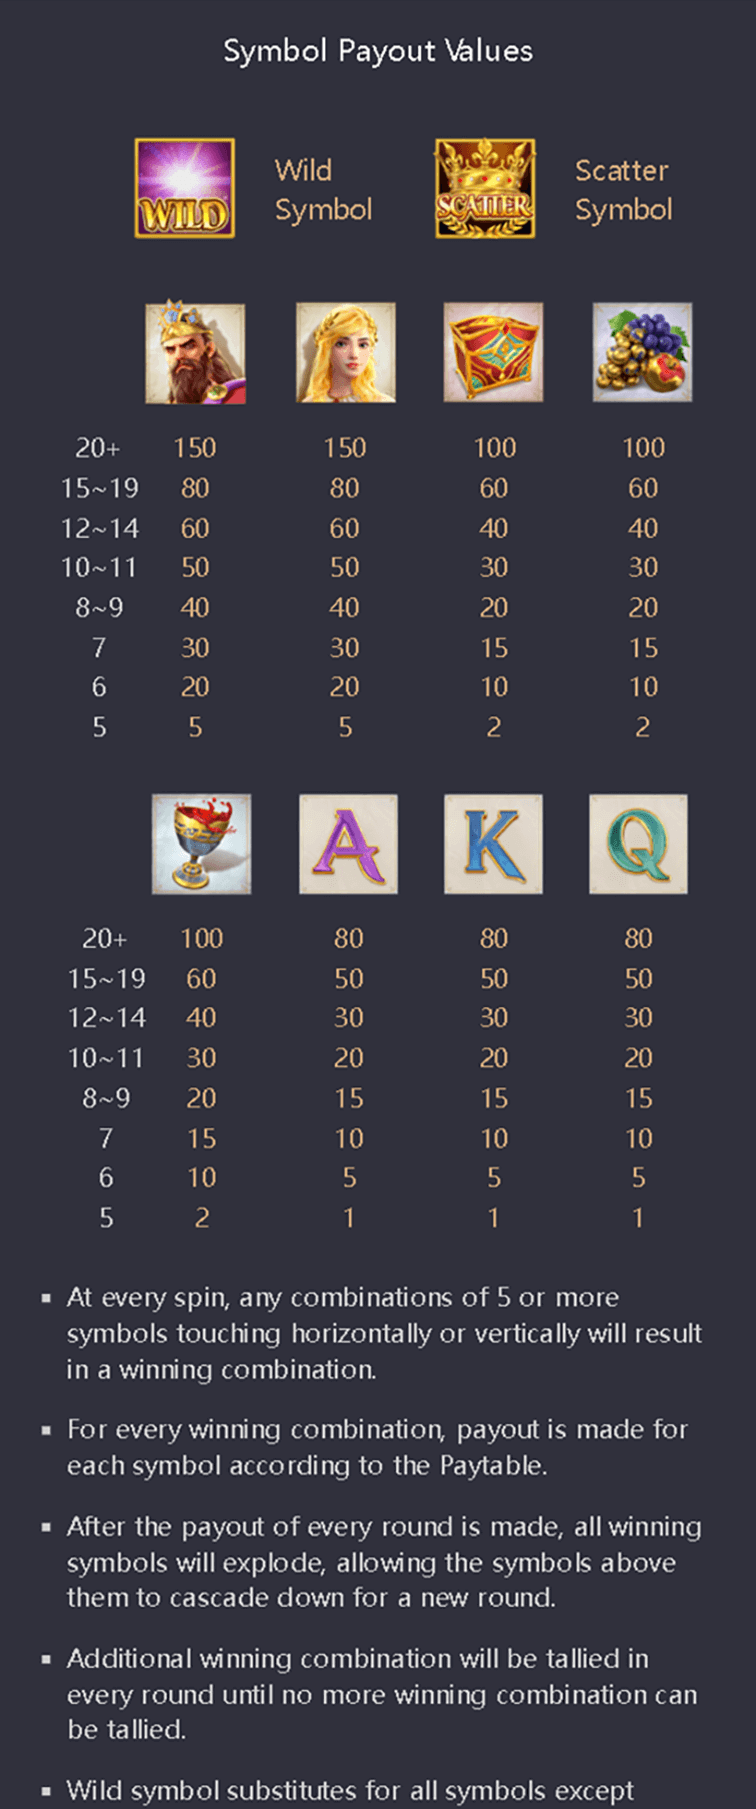 Symbol Payout Values
WILD
Wild
Symbol
SCATTER
Scatter
Symbol
20+ 150 150 100 100
15~19 80 80 60 60
12~14 60 60 40 40
10~11 50 50 30 30
8~9 40 40 20 20
7 30 30 15 15
6 20 20 10 10
5 5 5 2 2
A K Q
20+ 100 80 80 80
15~19 60 50 50 50
12~14 40 30 30 30
10~11 30 20 20 20
8~9 20 15 15 15
7 15 10 10 10
6 10 5 5 5
5 2 1 1 1
▪ At every spin, any combinations of 5 or more
symbols touching horizontally or vertically will result
in a winning combination.
▪ For every winning combination, payout is made for
each symbol according to the Paytable.
▪ After the payout of every round is made, all winning
symbols will explode, allowing the symbols above
them to cascade down for a new round.
▪ Additional winning combination will be tallied in
every round until no more winning combination can
be tallied.
▪ Wild symbol substitutes for all symbols except